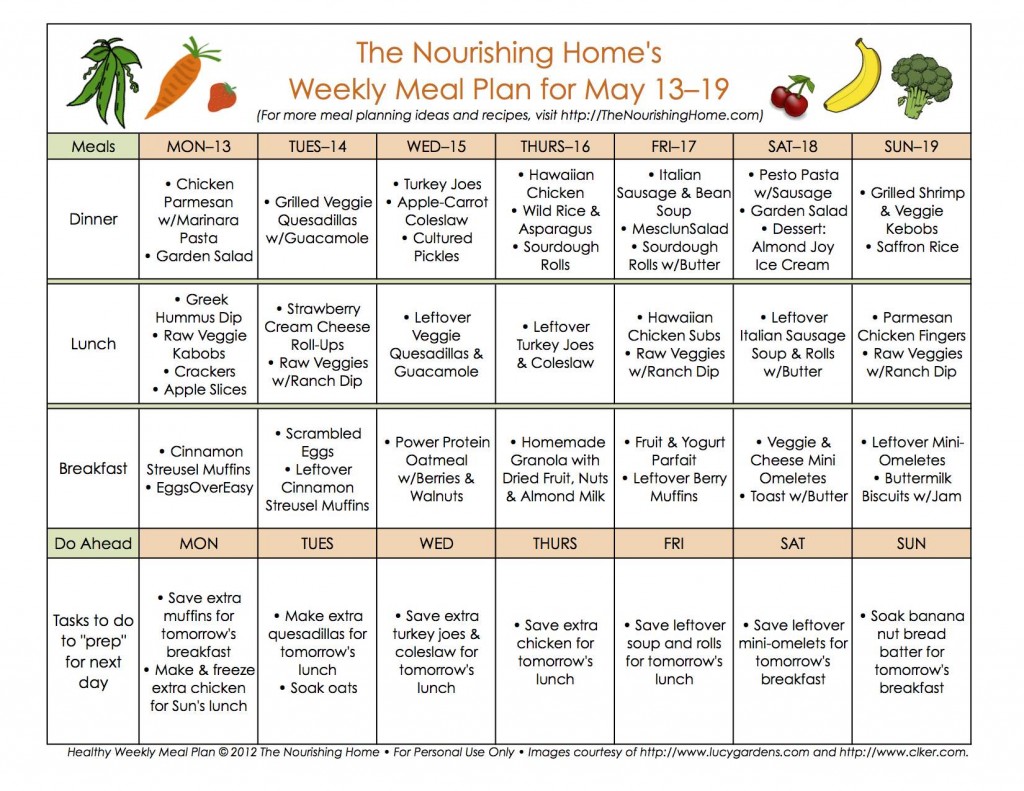 The Nourishing Home's
Weekly Meal Plan for May 13–19
(For more meal planning ideas and recipes, visit http://TheNourishingHome.com)
Meals
MON–13
TUES–14
WED–15
THURS–16
FRI–17
SAT–18
SUN–19
Dinner
• Chicken
Parmesan
w/Marinara
Pasta
• Garden Salad
• Grilled Veggie
Quesadillas
w/Guacamole
• Turkey Joes
• Apple-Carrot
Coleslaw
• Cultured
Pickles
• Hawaiian
Chicken
• Wild Rice &
Asparagus
• Sourdough
Rolls
• Italian
Sausage & Bean
Soup
• MesclunSalad
• Sourdough
Rolls w/Butter
• Pesto Pasta
w/Sausage
• Garden Salad
• Dessert:
Almond Joy
Ice Cream
• Grilled Shrimp
& Veggie
Kebobs
• Saffron Rice
Lunch
• Greek
Hummus Dip
• Raw Veggie
Kabobs
• Crackers
• Apple Slices
• Strawberry
Cream Cheese
Roll-Ups
• Raw Veggies
w/Ranch Dip
• Leftover
Veggie
Quesadillas &
Guacamole
• Leftover
Turkey Joes
& Coleslaw
• Hawaiian
Chicken Subs
• Raw Veggies
w/Ranch Dip
• Leftover
Italian Sausage
Soup & Rolls
w/Butter
• Parmesan
Chicken Fingers
• Raw Veggies
w/Ranch Dip
Breakfast
• Cinnamon
Streusel Muffins
• EggsOverEasy
• Scrambled
Eggs
• Leftover
Cinnamon
Streusel Muffins
• Power Protein
Oatmeal
w/Berries &
Walnuts
• Homemade
Granola with
Dried Fruit, Nuts
& Almond Milk
• Fruit & Yogurt
Parfait
• Leftover Berry
Muffins
• Veggie &
Cheese Mini
Omeletes
• Toast w/Butter
• Leftover Mini-
Omeletes
• Buttermilk
Biscuits w/Jam
Do Ahead
MON
TUES
WED
THURS
FRI
SAT
SUN
Tasks to do
to "prep"
for next
day
• Save extra
muffins for
tomorrow's
breakfast
• Make & freeze
extra chicken
for Sun's lunch
• Make extra
quesadillas for
tomorrow's
lunch
• Soak oats
• Save extra
turkey joes &
coleslaw for
tomorrow's
lunch
• Save extra
chicken for
tomorrow's
lunch
• Save leftover
soup and rolls
for tomorrow's
lunch
• Save leftover
mini-omelets for
tomorrow's
breakfast
• Soak banana
nut bread
batter for
tomorrow's
breakfast
Healthy Weekly Meal Plan © 2012 The Nourishing Home • For Personal Use Only • Images courtesy of http://www.lucygardens.com and http://www.clker.com.